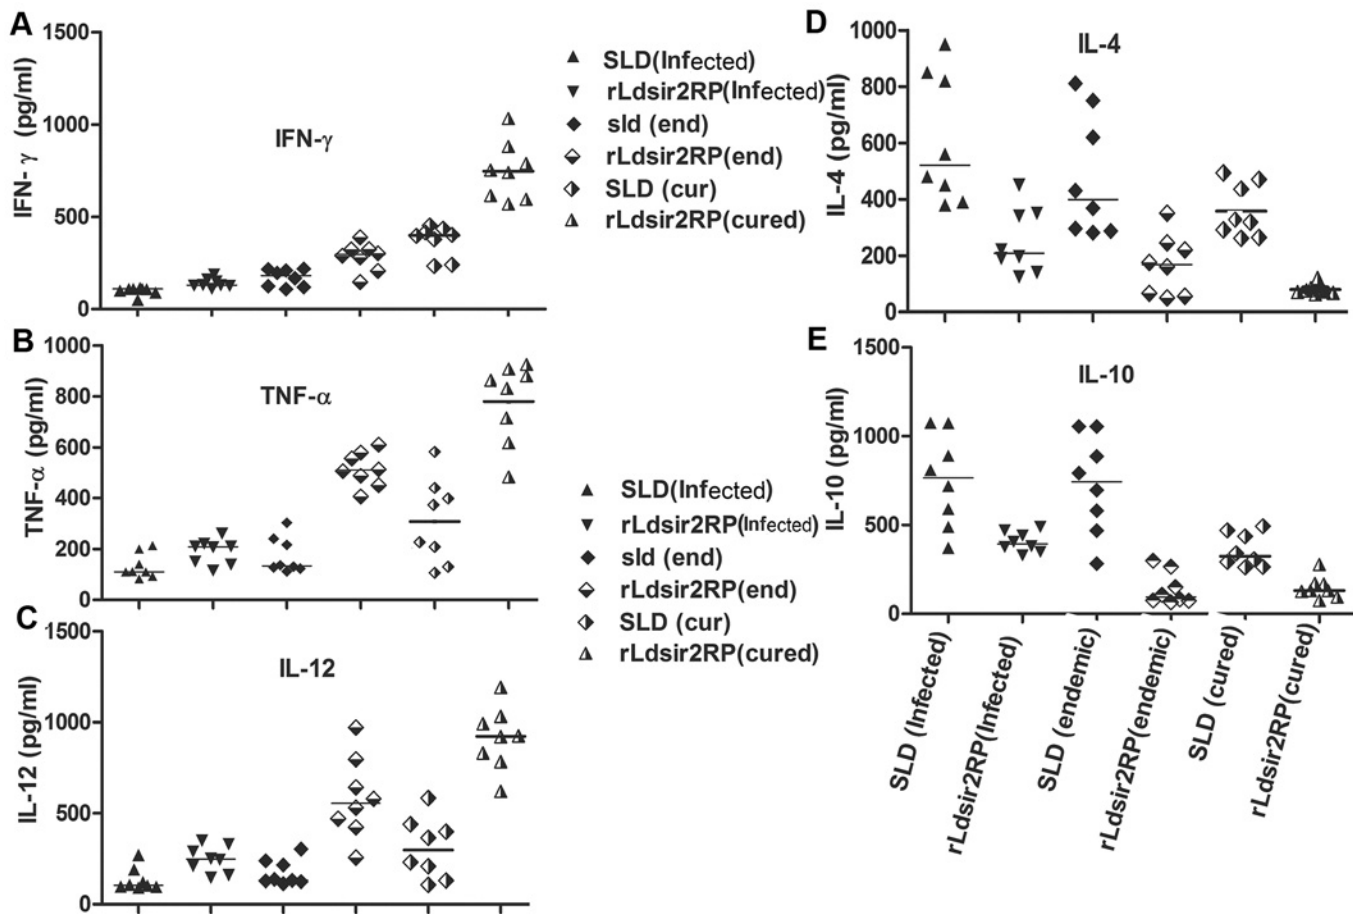 A
IFN- γ (pg/ml)
1500
1000
500
0
IFN-γ
SLD(Infected)
rLdsir2RP(Infected)
sld (end)
rLdsir2RP(end)
SLD (cur)
rLdsir2RP(cured)
B
TNF-α (pg/ml)
1000
800
600
400
200
0
TNF-α
SLD(Infected)
rLdsir2RP(Infected)
sld (end)
rLdsir2RP(end)
SLD (cur)
rLdsir2RP(cured)
C
IL-12 (pg/ml)
1500
1000
500
0
IL-12
D
IL-4 (pg/ml)
1000
800
600
400
200
0
IL-4
E
IL-10 (pg/ml)
1500
1000
500
0
IL-10
SLD (Infected)
rLdsir2RP(Infected)
SLD (endemic)
rLdsir2RP(endemic)
SLD (cured)
rLdsir2RP(cured)